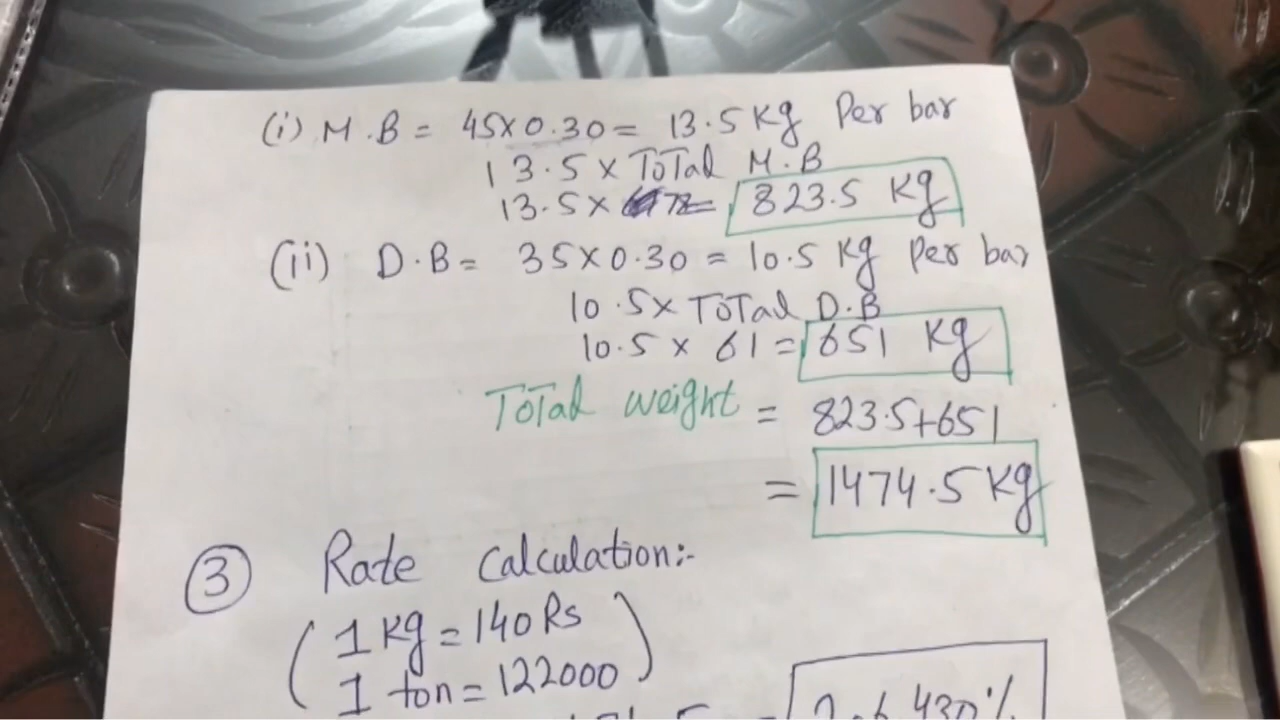 (i) M.B = 45x0.30= 13.5 Kg Per bar
13.5 x ToTal M.B
13.5 x = 823.5 Kg
(ii) D.B= 35x0.30 = 10.5 Kg Per bar
10.5x ToTal D.B
10.5 x 61 = 651 Kg
ToTal weight = 823.5+651
= 1474.5 Kg
3 Rate Calculation:-
(1 Kg = 140 Rs
1 ton = 122000)